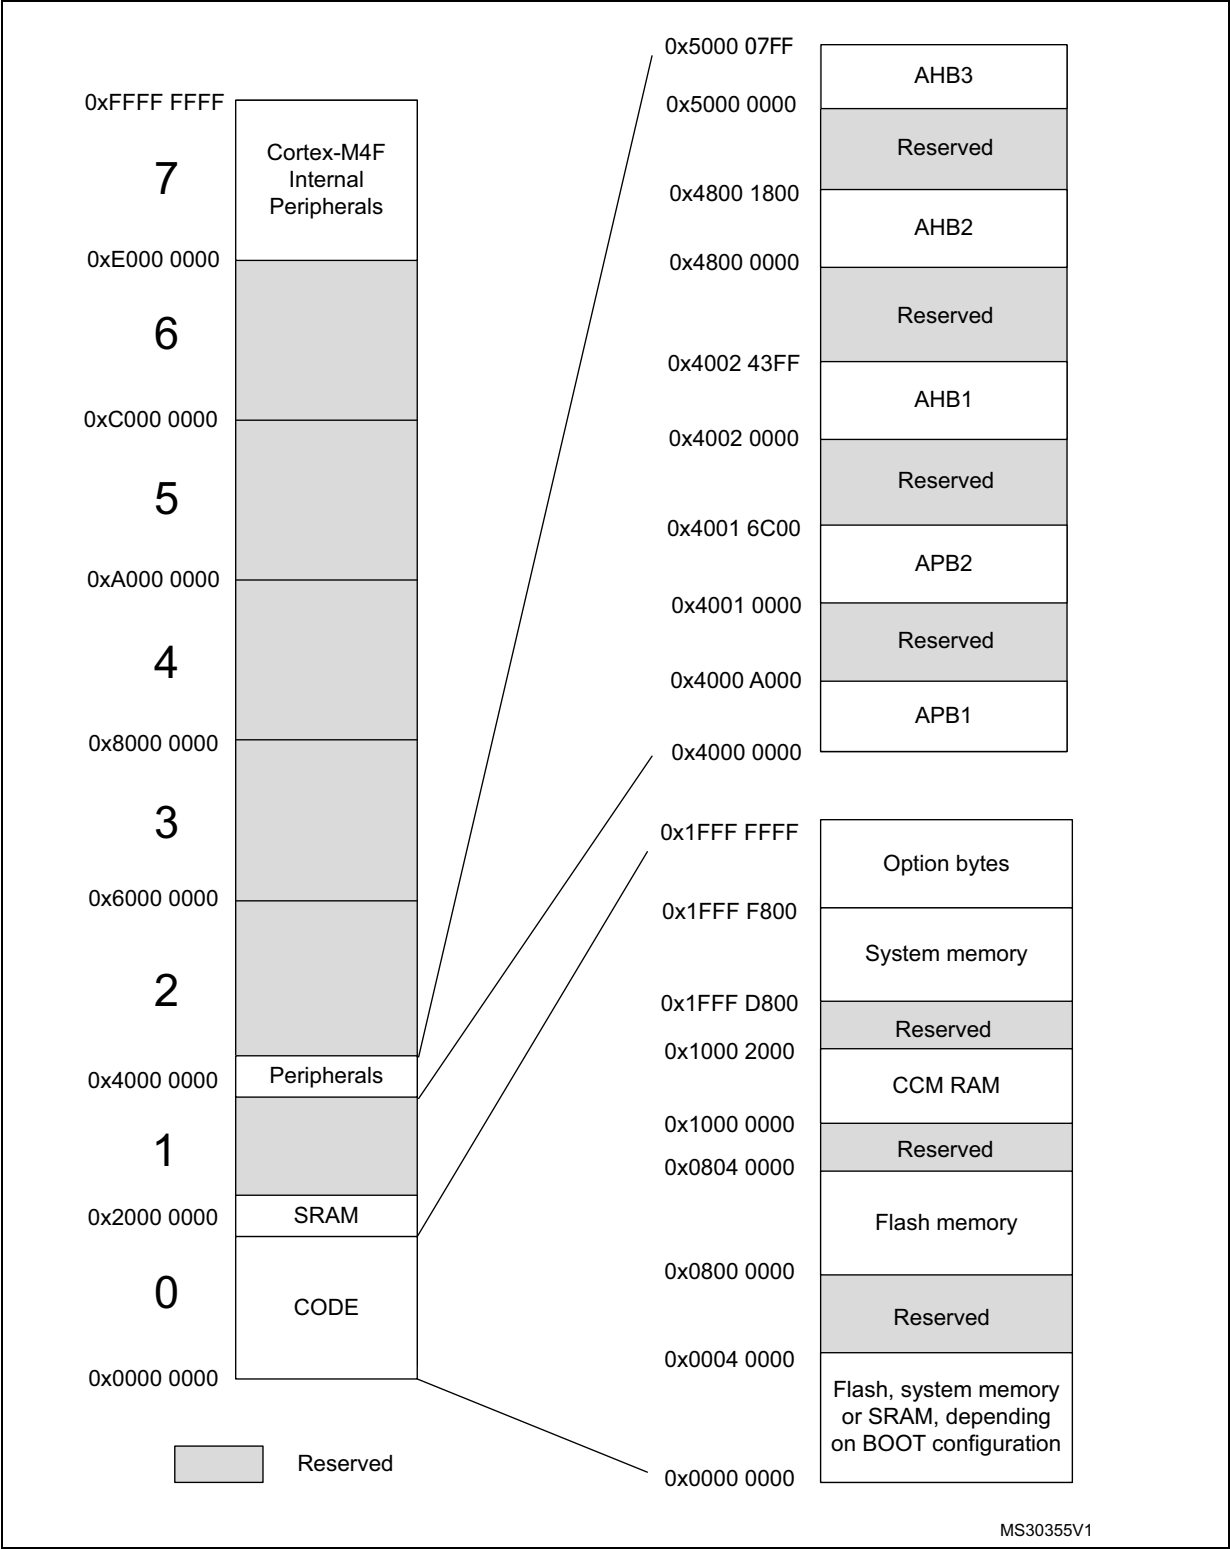 0xFFFF FFFF
7
Cortex-M4F
Internal
Peripherals
0xE000 0000
6
0xC000 0000
5
0xA000 0000
4
0x8000 0000
3
0x6000 0000
2
0x4000 0000
Peripherals
1
0x2000 0000
SRAM
0
CODE
0x0000 0000
Reserved
0x5000 07FF
AHB3
0x5000 0000
Reserved
0x4800 1800
AHB2
0x4800 0000
Reserved
0x4002 43FF
AHB1
0x4002 0000
Reserved
0x4001 6C00
APB2
0x4001 0000
Reserved
0x4000 A000
APB1
0x4000 0000
0x1FFF FFFF
Option bytes
0x1FFF F800
System memory
0x1FFF D800
Reserved
0x1000 2000
CCM RAM
0x1000 0000
Reserved
0x0804 0000
Flash memory
0x0800 0000
Reserved
0x0004 0000
Flash, system memory
or SRAM, depending
on BOOT configuration
0x0000 0000
MS30355V1